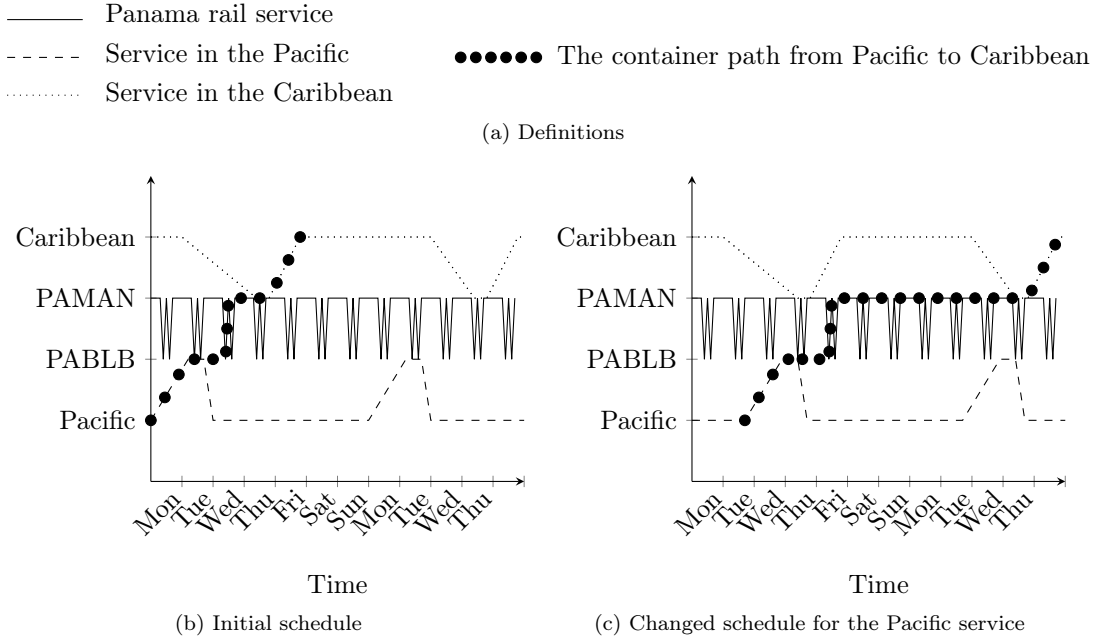 Panama rail service
Service in the Pacific
The container path from Pacific to Caribbean
Service in the Caribbean
(a) Definitions
Caribbean
PAMAN
PABLB
Pacific
Mon Tue Wed Thu Fri Sat Sun Mon Tue Wed Thu
Time
(b) Initial schedule
Caribbean
PAMAN
PABLB
Pacific
Mon Tue Wed Thu Fri Sat Sun Mon Tue Wed Thu
Time
(c) Changed schedule for the Pacific service